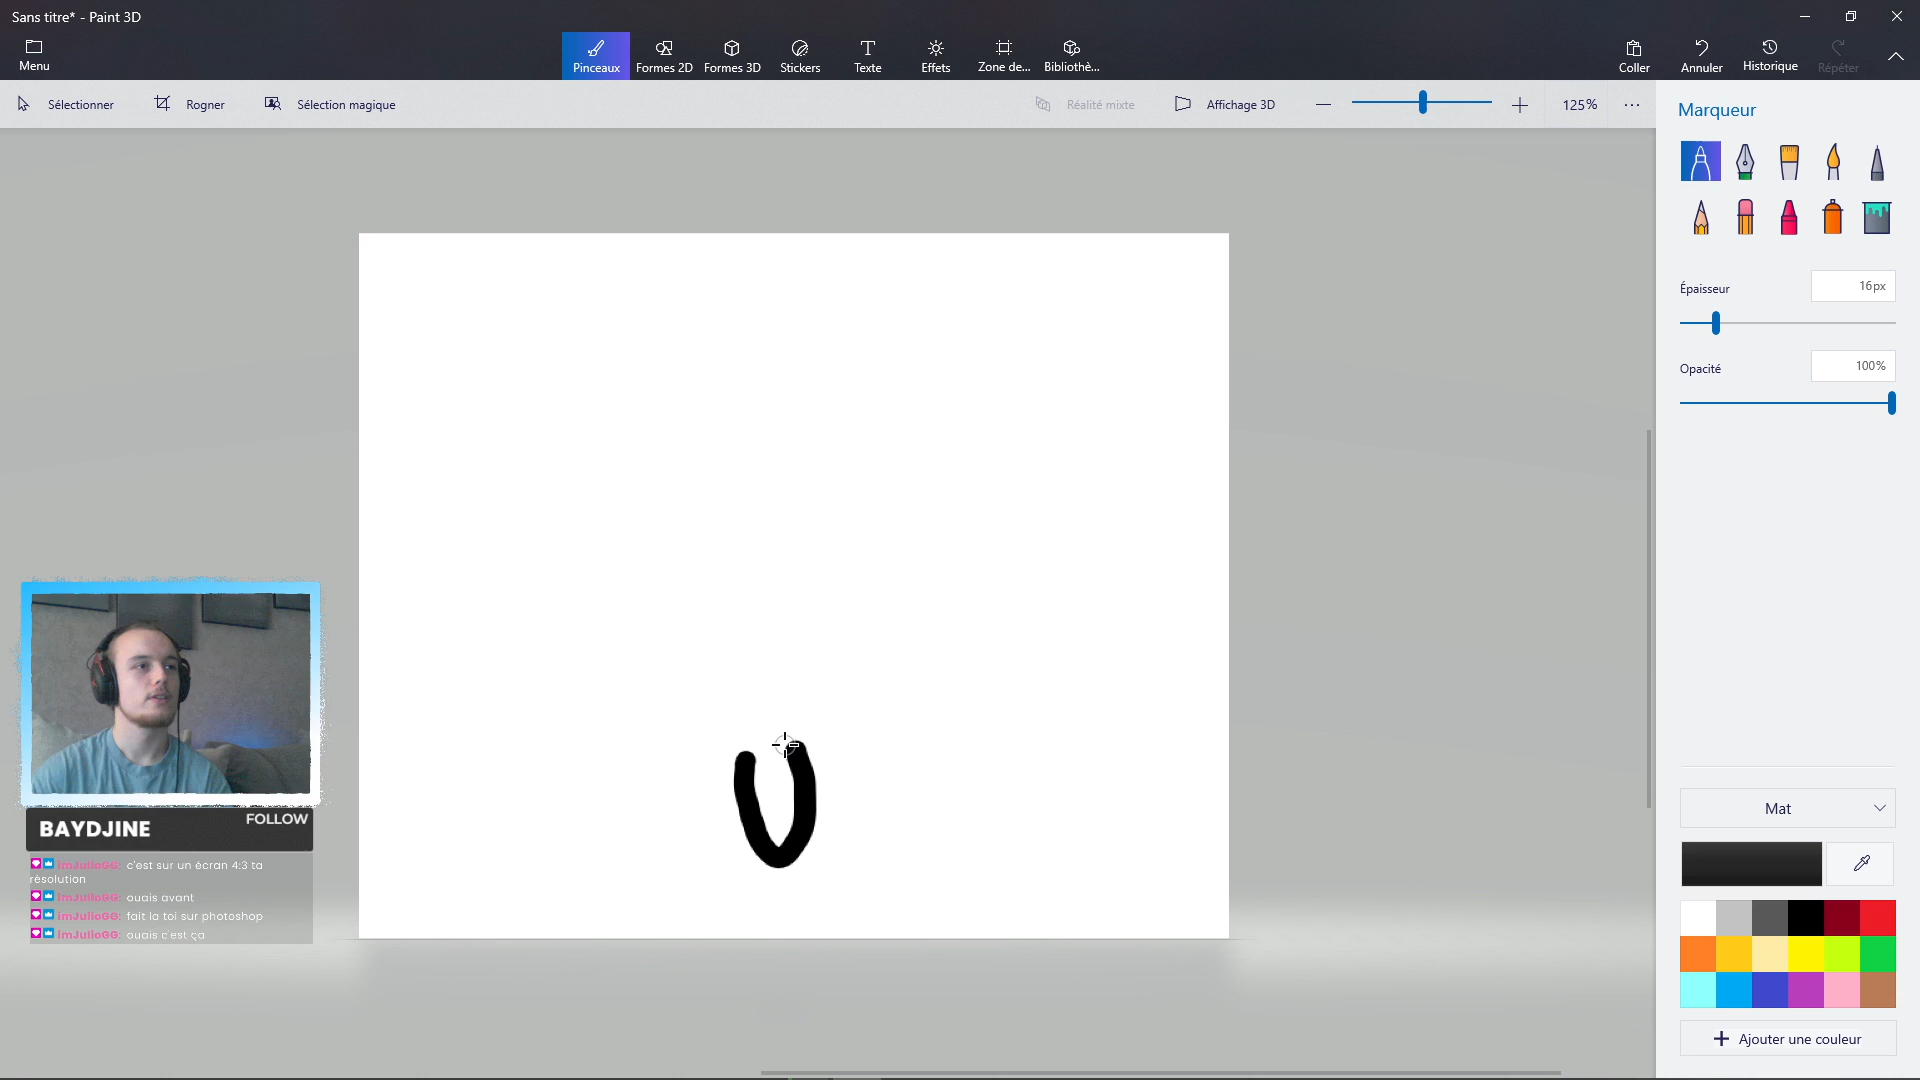 Sans titre* - Paint 3D
Menu
Pinceaux
Formes 2D
Formes 3D
Stickers
Texte
Effets
Zone de...
Bibliothè...
Coller
Annuler
Historique
Répéter
Sélectionner
Rogner
Sélection magique
Réalité mixte
Affichage 3D
125%
Marqueur
Épaisseur
16px
Opacité
100%
Mat
Ajouter une couleur
BAYDJINE
FOLLOW
imJulioGG: c'est sur un écran 4:3 ta
résolution
imJulioGG: ouais avant
imJulioGG: fait la toi sur photoshop
imJulioGG: ouais c'est ça